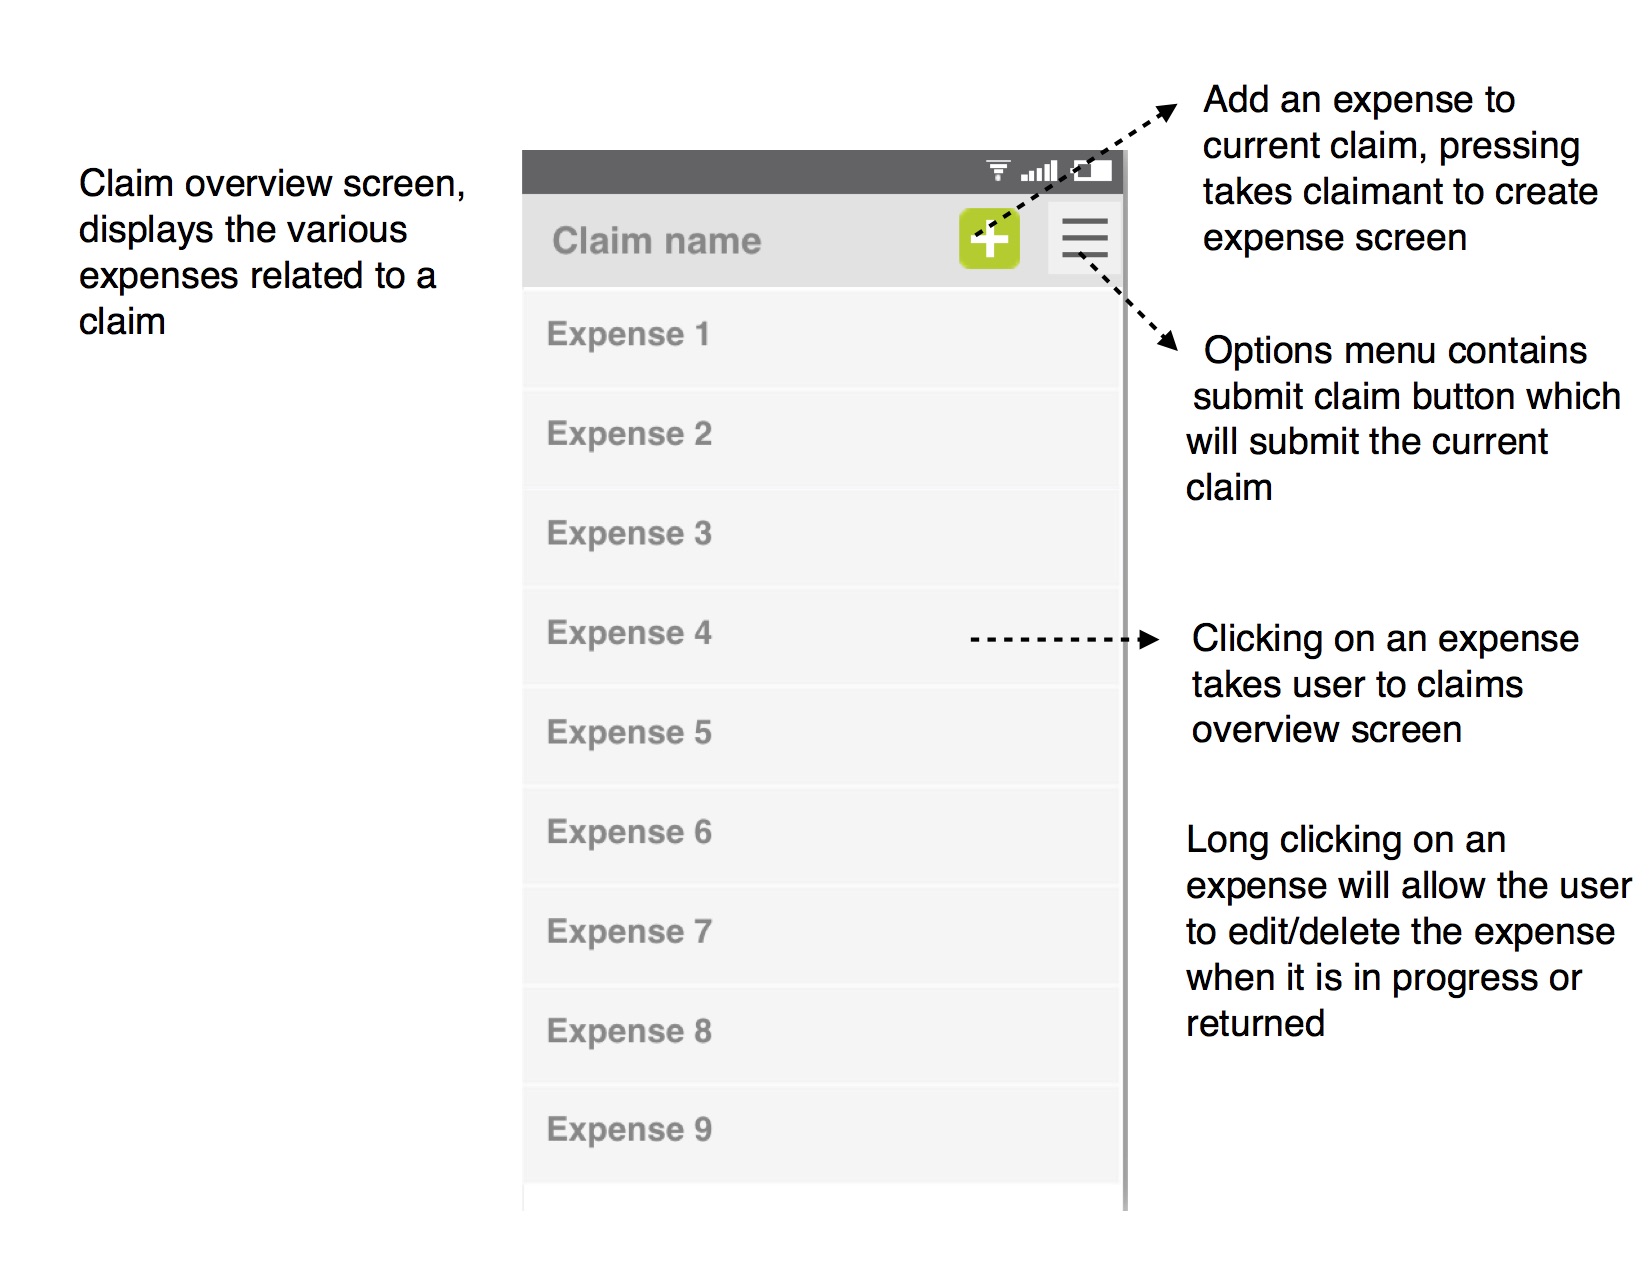 Claim overview screen,
displays the various
expenses related to a
claim
Claim name
Expense 1
Expense 2
Expense 3
Expense 4
Expense 5
Expense 6
Expense 7
Expense 8
Expense 9
Add an expense to
current claim, pressing
takes claimant to create
expense screen
Options menu contains
submit claim button which
will submit the current
claim
Clicking on an expense
takes user to claims
overview screen
Long clicking on an
expense will allow the user
to edit/delete the expense
when it is in progress or
returned